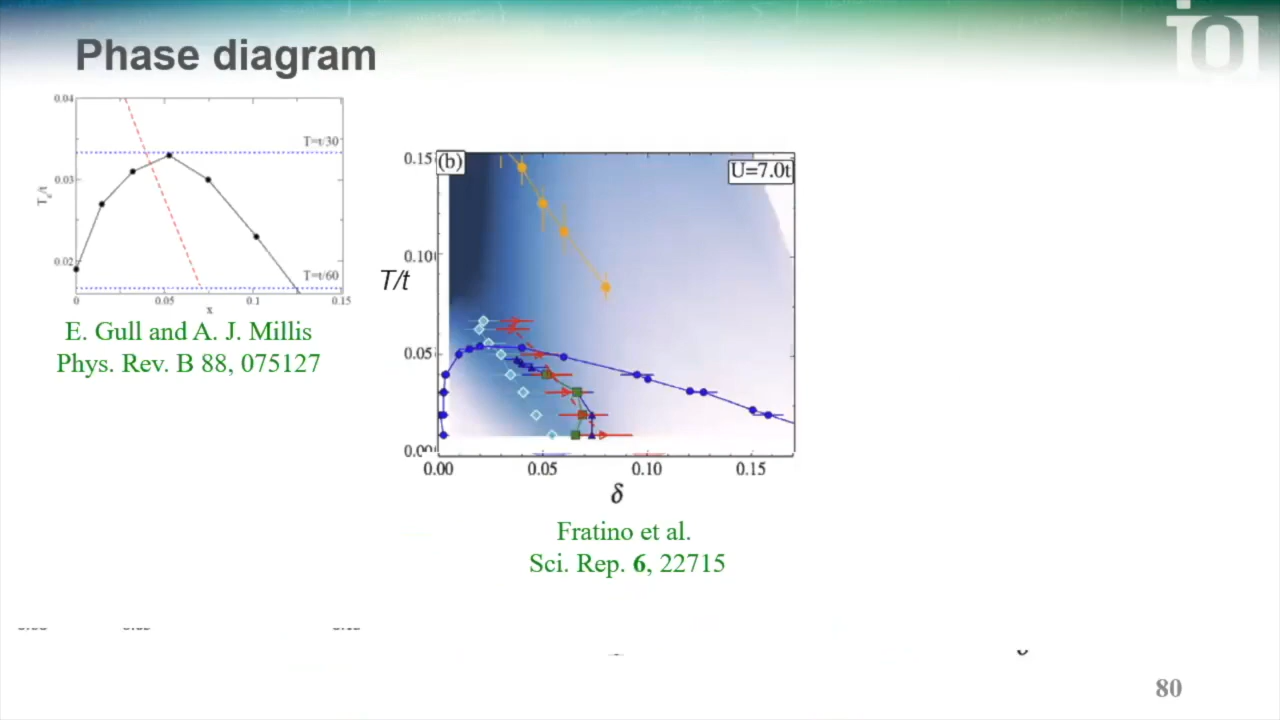 Phase diagram
0.04
T=t/30
0.03
T_c/t
0.02
T=t/60
0
0.05
0.1
0.15
x
E. Gull and A. J. Millis
Phys. Rev. B 88, 075127
0.15
(b)
U=7.0t
0.10
T/t
0.05
0.00
0.05
0.10
0.15
δ
Fratino et al.
Sci. Rep. 6, 22715
80